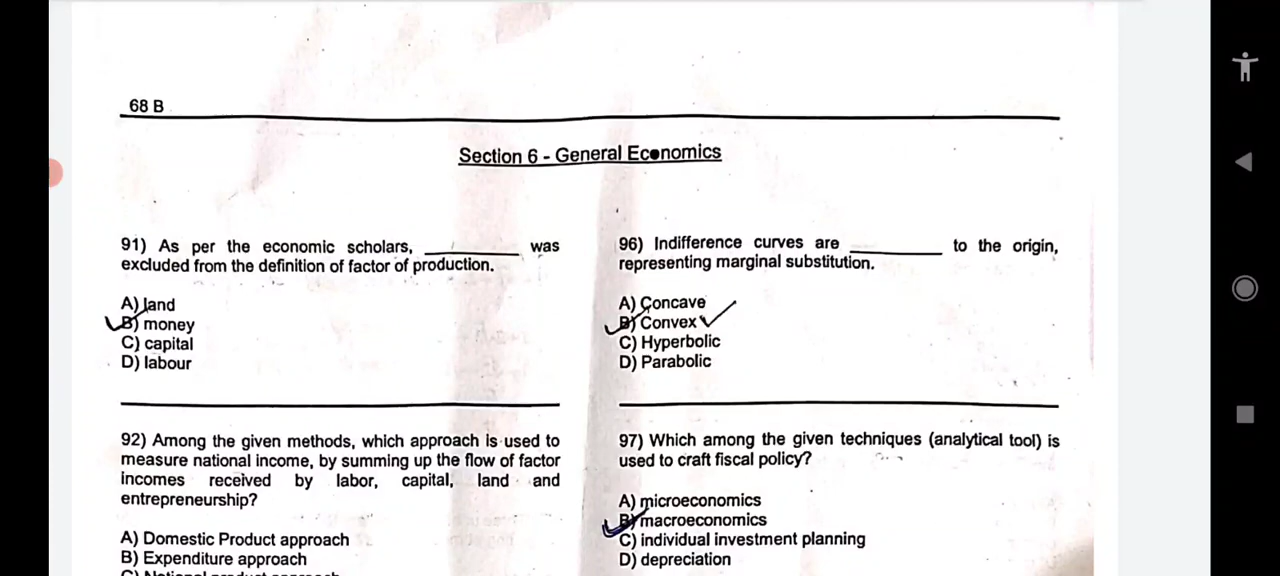 68 B
Section 6 - General Economics
91) As per the economic scholars, __________ was
excluded from the definition of factor of production.
A) land
B) money
C) capital
D) labour
92) Among the given methods, which approach is used to
measure national income, by summing up the flow of factor
incomes received by labor, capital, land and
entrepreneurship?
A) Domestic Product approach
B) Expenditure approach
96) Indifference curves are __________ to the origin,
representing marginal substitution.
A) Concave
B) Convex
C) Hyperbolic
D) Parabolic
97) Which among the given techniques (analytical tool) is
used to craft fiscal policy?
A) microeconomics
B) macroeconomics
C) individual investment planning
D) depreciation